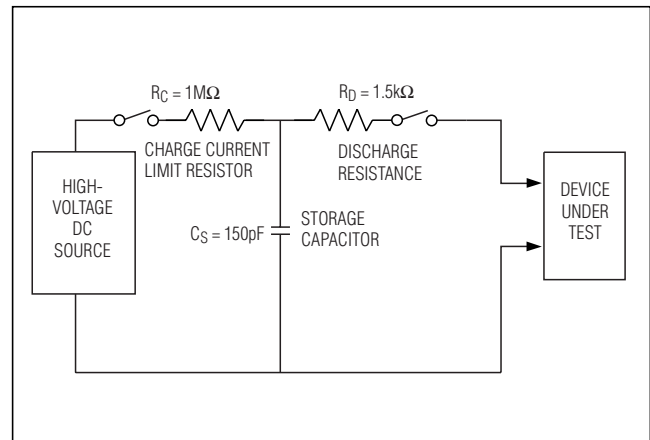 R_C = 1MΩ
R_D = 1.5kΩ
CHARGE CURRENT
LIMIT RESISTOR
DISCHARGE
RESISTANCE
HIGH-
VOLTAGE
DC
SOURCE
C_S = 150pF
STORAGE
CAPACITOR
DEVICE
UNDER
TEST